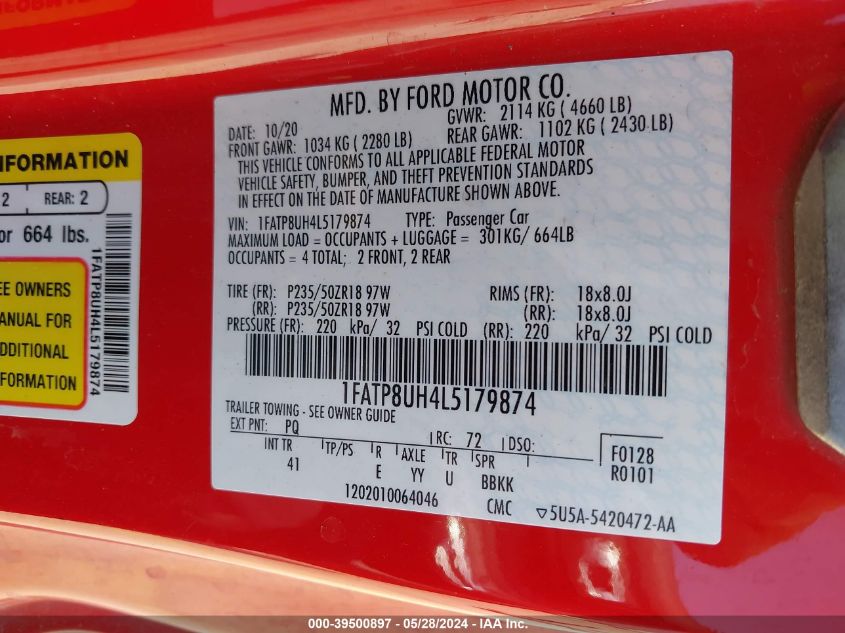 MFD. BY FORD MOTOR CO.
DATE: 10/20 GVWR: 2114 KG ( 4660 LB)
FRONT GAWR: 1034 KG ( 2280 LB) REAR GAWR: 1102 KG ( 2430 LB)
THIS VEHICLE CONFORMS TO ALL APPLICABLE FEDERAL MOTOR
VEHICLE SAFETY, BUMPER, AND THEFT PREVENTION STANDARDS
IN EFFECT ON THE DATE OF MANUFACTURE SHOWN ABOVE.
VIN: 1FATP8UH4L5179874 TYPE: Passenger Car
MAXIMUM LOAD = OCCUPANTS + LUGGAGE = 301KG/ 664LB
OCCUPANTS = 4 TOTAL; 2 FRONT, 2 REAR
TIRE (FR): P235/50ZR18 97W RIMS (FR): 18x8.0J
(RR): P235/50ZR18 97W (RR): 18x8.0J
PRESSURE (FR): 220 kPa/ 32 PSI COLD (RR): 220 kPa/ 32 PSI COLD
1FATP8UH4L5179874
TRAILER TOWING - SEE OWNER GUIDE
EXT PNT: PQ RC: 72 DSO: F0128
INT TR TP/PS R AXLE TR SPR R0101
41 E YY U BBKK
1202010064046 CMC ▽5U5A-5420472-AA
INFORMATION
2 REAR: 2
or 664 lbs.
EE OWNERS
ANUAL FOR
DDITIONAL
FORMATION
1FATP8UH4L5179874
000-39500897 - 05/28/2024 - IAA Inc.